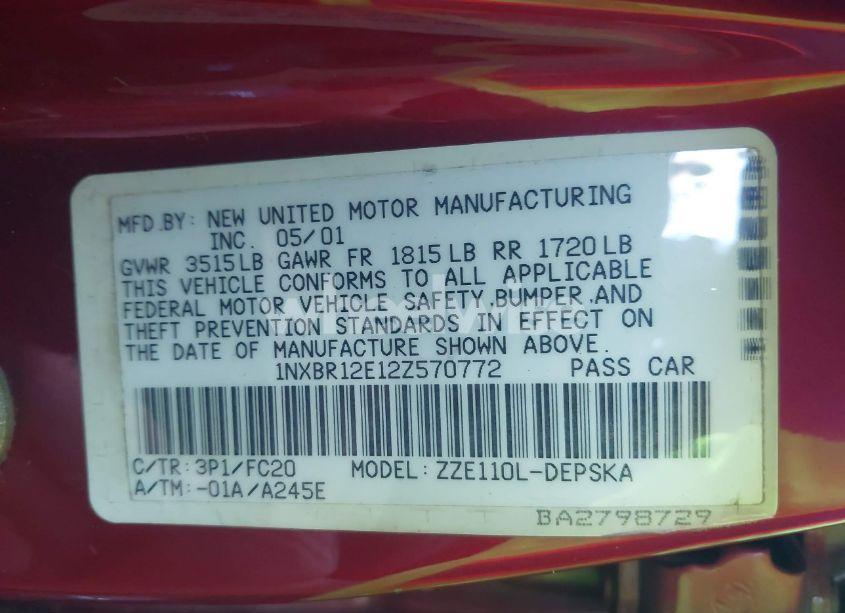 MFD.BY: NEW UNITED MOTOR MANUFACTURING
INC. 05/01
GVWR 3515LB GAWR FR 1815LB RR 1720LB
THIS VEHICLE CONFORMS TO ALL APPLICABLE
FEDERAL MOTOR VEHICLE SAFETY,BUMPER,AND
THEFT PREVENTION STANDARDS IN EFFECT ON
THE DATE OF MANUFACTURE SHOWN ABOVE.
1NXBR12E12Z570772 PASS CAR
C/TR:3P1/FC20 MODEL:ZZE110L-DEPSKA
A/TM:-01A/A245E
BA2798729